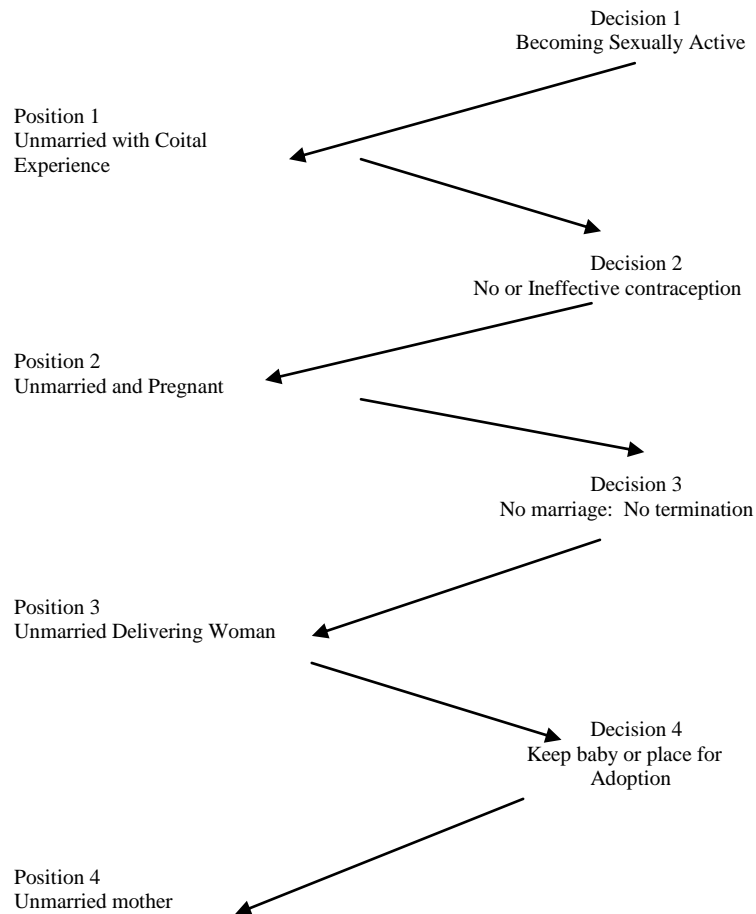 Decision 1
Becoming Sexually Active
Position 1
Unmarried with Coital
Experience
Decision 2
No or Ineffective contraception
Position 2
Unmarried and Pregnant
Decision 3
No marriage: No termination
Position 3
Unmarried Delivering Woman
Decision 4
Keep baby or place for
Adoption
Position 4
Unmarried mother